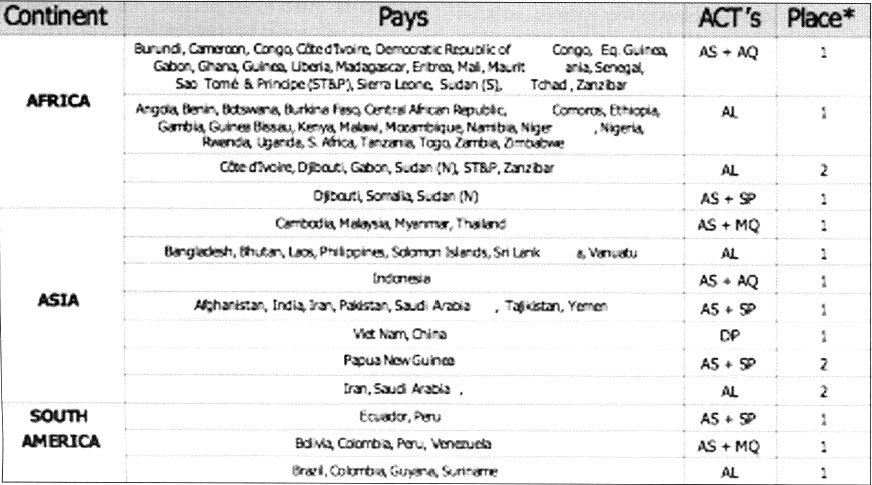 Continent Pays ACT's Place*
Burundi, Cameroon, Congo, Côte d'Ivoire, Democratic Republic of Congo, Eq. Guinea,
Gabon, Ghana, Guinea, Liberia, Madagascar, Eritrea, Mali, Maurit ania, Senegal,
Sao Tomé & Principe (ST&P), Sierra Leone, Sudan (S), Tchad, Zanzibar
AS + AQ 1
AFRICA
Angola, Benin, Botswana, Burkina Faso, Central African Republic, Comoros, Ethiopia,
Gambia, Guinea Bissau, Kenya, Malawi, Mozambique, Namibia, Niger , Nigeria,
Rwanda, Uganda, S. Africa, Tanzania, Togo, Zambia, Zimbabwe
AL 1
Côte d'Ivoire, Djibouti, Gabon, Sudan (N), ST&P, Zanzibar AL 2
Djibouti, Somalia, Sudan (N) AS + SP 1
Cambodia, Malaysia, Myanmar, Thailand AS + MQ 1
Bangladesh, Bhutan, Laos, Philippines, Solomon Islands, Sri Lank a, Vanuatu AL 1
Indonesia AS + AQ 1
ASIA
Afghanistan, India, Iran, Pakistan, Saudi Arabia , Tajikistan, Yemen AS + SP 1
Viet Nam, China DP 1
Papua New Guinea AS + SP 2
Iran, Saudi Arabia , AL 2
SOUTH AMERICA
Ecuador, Peru AS + SP 1
Bolivia, Colombia, Peru, Venezuela AS + MQ 1
Brazil, Colombia, Guyana, Suriname AL 1